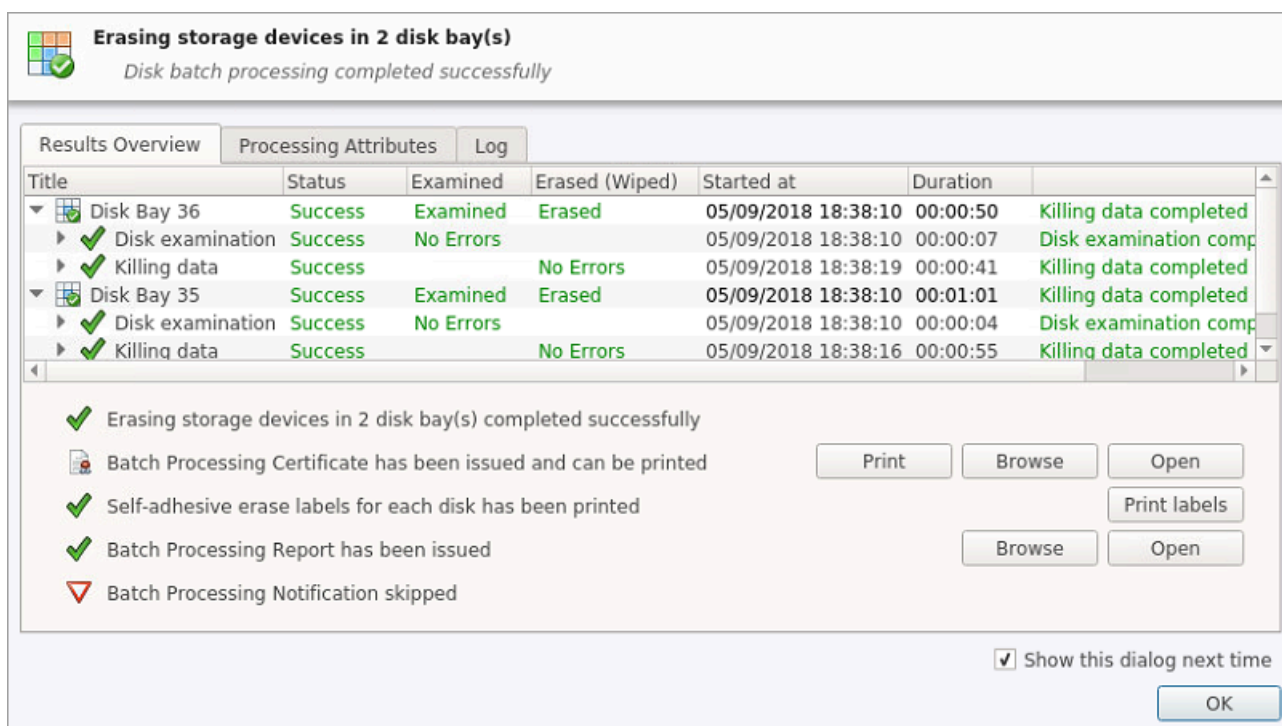 Erasing storage devices in 2 disk bay(s)
Disk batch processing completed successfully
Results Overview Processing Attributes Log
Title Status Examined Erased (Wiped) Started at Duration
Disk Bay 36 Success Examined Erased 05/09/2018 18:38:10 00:00:50 Killing data completed
Disk examination Success No Errors 05/09/2018 18:38:10 00:00:07 Disk examination comp
Killing data Success No Errors 05/09/2018 18:38:19 00:00:41 Killing data completed
Disk Bay 35 Success Examined Erased 05/09/2018 18:38:10 00:01:01 Killing data completed
Disk examination Success No Errors 05/09/2018 18:38:10 00:00:04 Disk examination comp
Killing data Success No Errors 05/09/2018 18:38:16 00:00:55 Killing data completed
Erasing storage devices in 2 disk bay(s) completed successfully
Batch Processing Certificate has been issued and can be printed Print Browse Open
Self-adhesive erase labels for each disk has been printed Print labels
Batch Processing Report has been issued Browse Open
Batch Processing Notification skipped
Show this dialog next time
OK